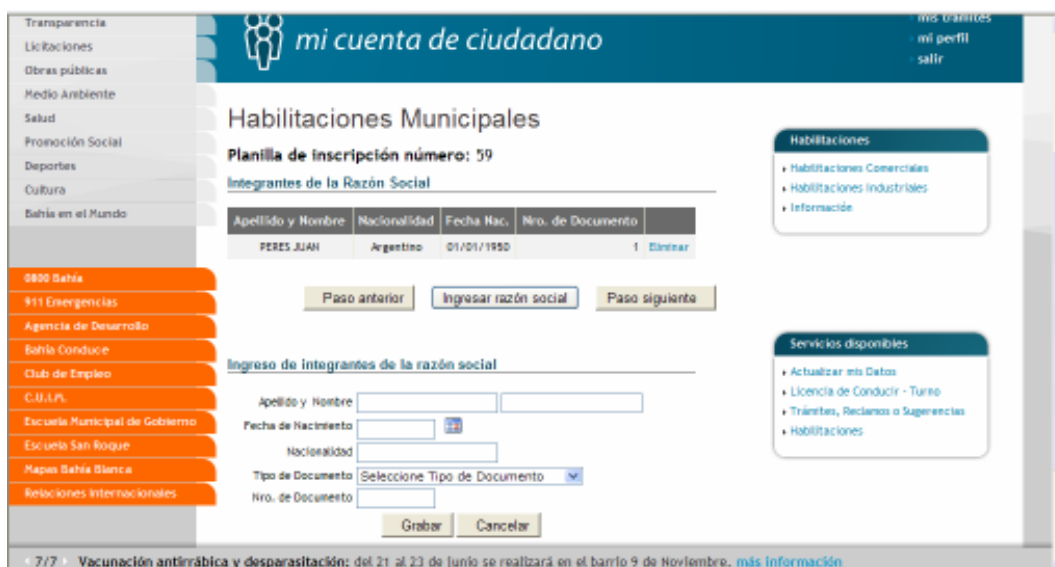 Transparencia
Licitaciones
Obras públicas
Medio Ambiente
Salud
Promoción Social
Deportes
Cultura
Bahía en el Mundo
0800 Bahía
911 Emergencias
Agencia de Desarrollo
Bahía Conduce
Club de Empleo
C.U.I.M.
Escuela Municipal de Gobierno
Escuela San Roque
Mapas Bahía Blanca
Relaciones Internacionales
mi cuenta de ciudadano
mis trámites
mi perfil
salir
Habilitaciones Municipales
Planilla de inscripción número: 59
Integrantes de la Razón Social
Apellido y Nombre Nacionalidad Fecha Nac. Nro. de Documento
PERES JUAN Argentino 01/01/1950 1 Eliminar
Paso anterior Ingresar razón social Paso siguiente
Ingreso de integrantes de la razón social
Apellido y Nombre
Fecha de Nacimiento
Nacionalidad
Tipo de Documento Seleccione Tipo de Documento
Nro. de Documento
Grabar Cancelar
Habilitaciones
Habilitaciones Comerciales
Habilitaciones Industriales
Información
Servicios disponibles
Actualizar mis Datos
Licencia de Conducir - Turno
Trámites, Reclamos o Sugerencias
Habilitaciones
7/7 Vacunación antirrábica y desparasitación: del 21 al 23 de junio se realizará en el barrio 9 de Noviembre. más información